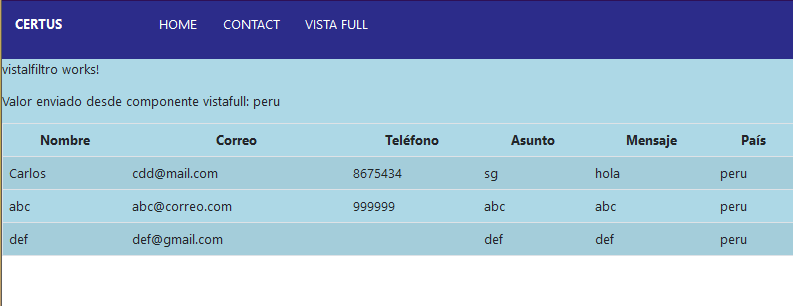 CERTUS HOME CONTACT VISTA FULL
vistalfiltro works!
Valor enviado desde componente vistafull: peru
Nombre Correo Teléfono Asunto Mensaje País
Carlos cdd@mail.com 8675434 sg hola peru
abc abc@correo.com 999999 abc abc peru
def def@gmail.com def def peru